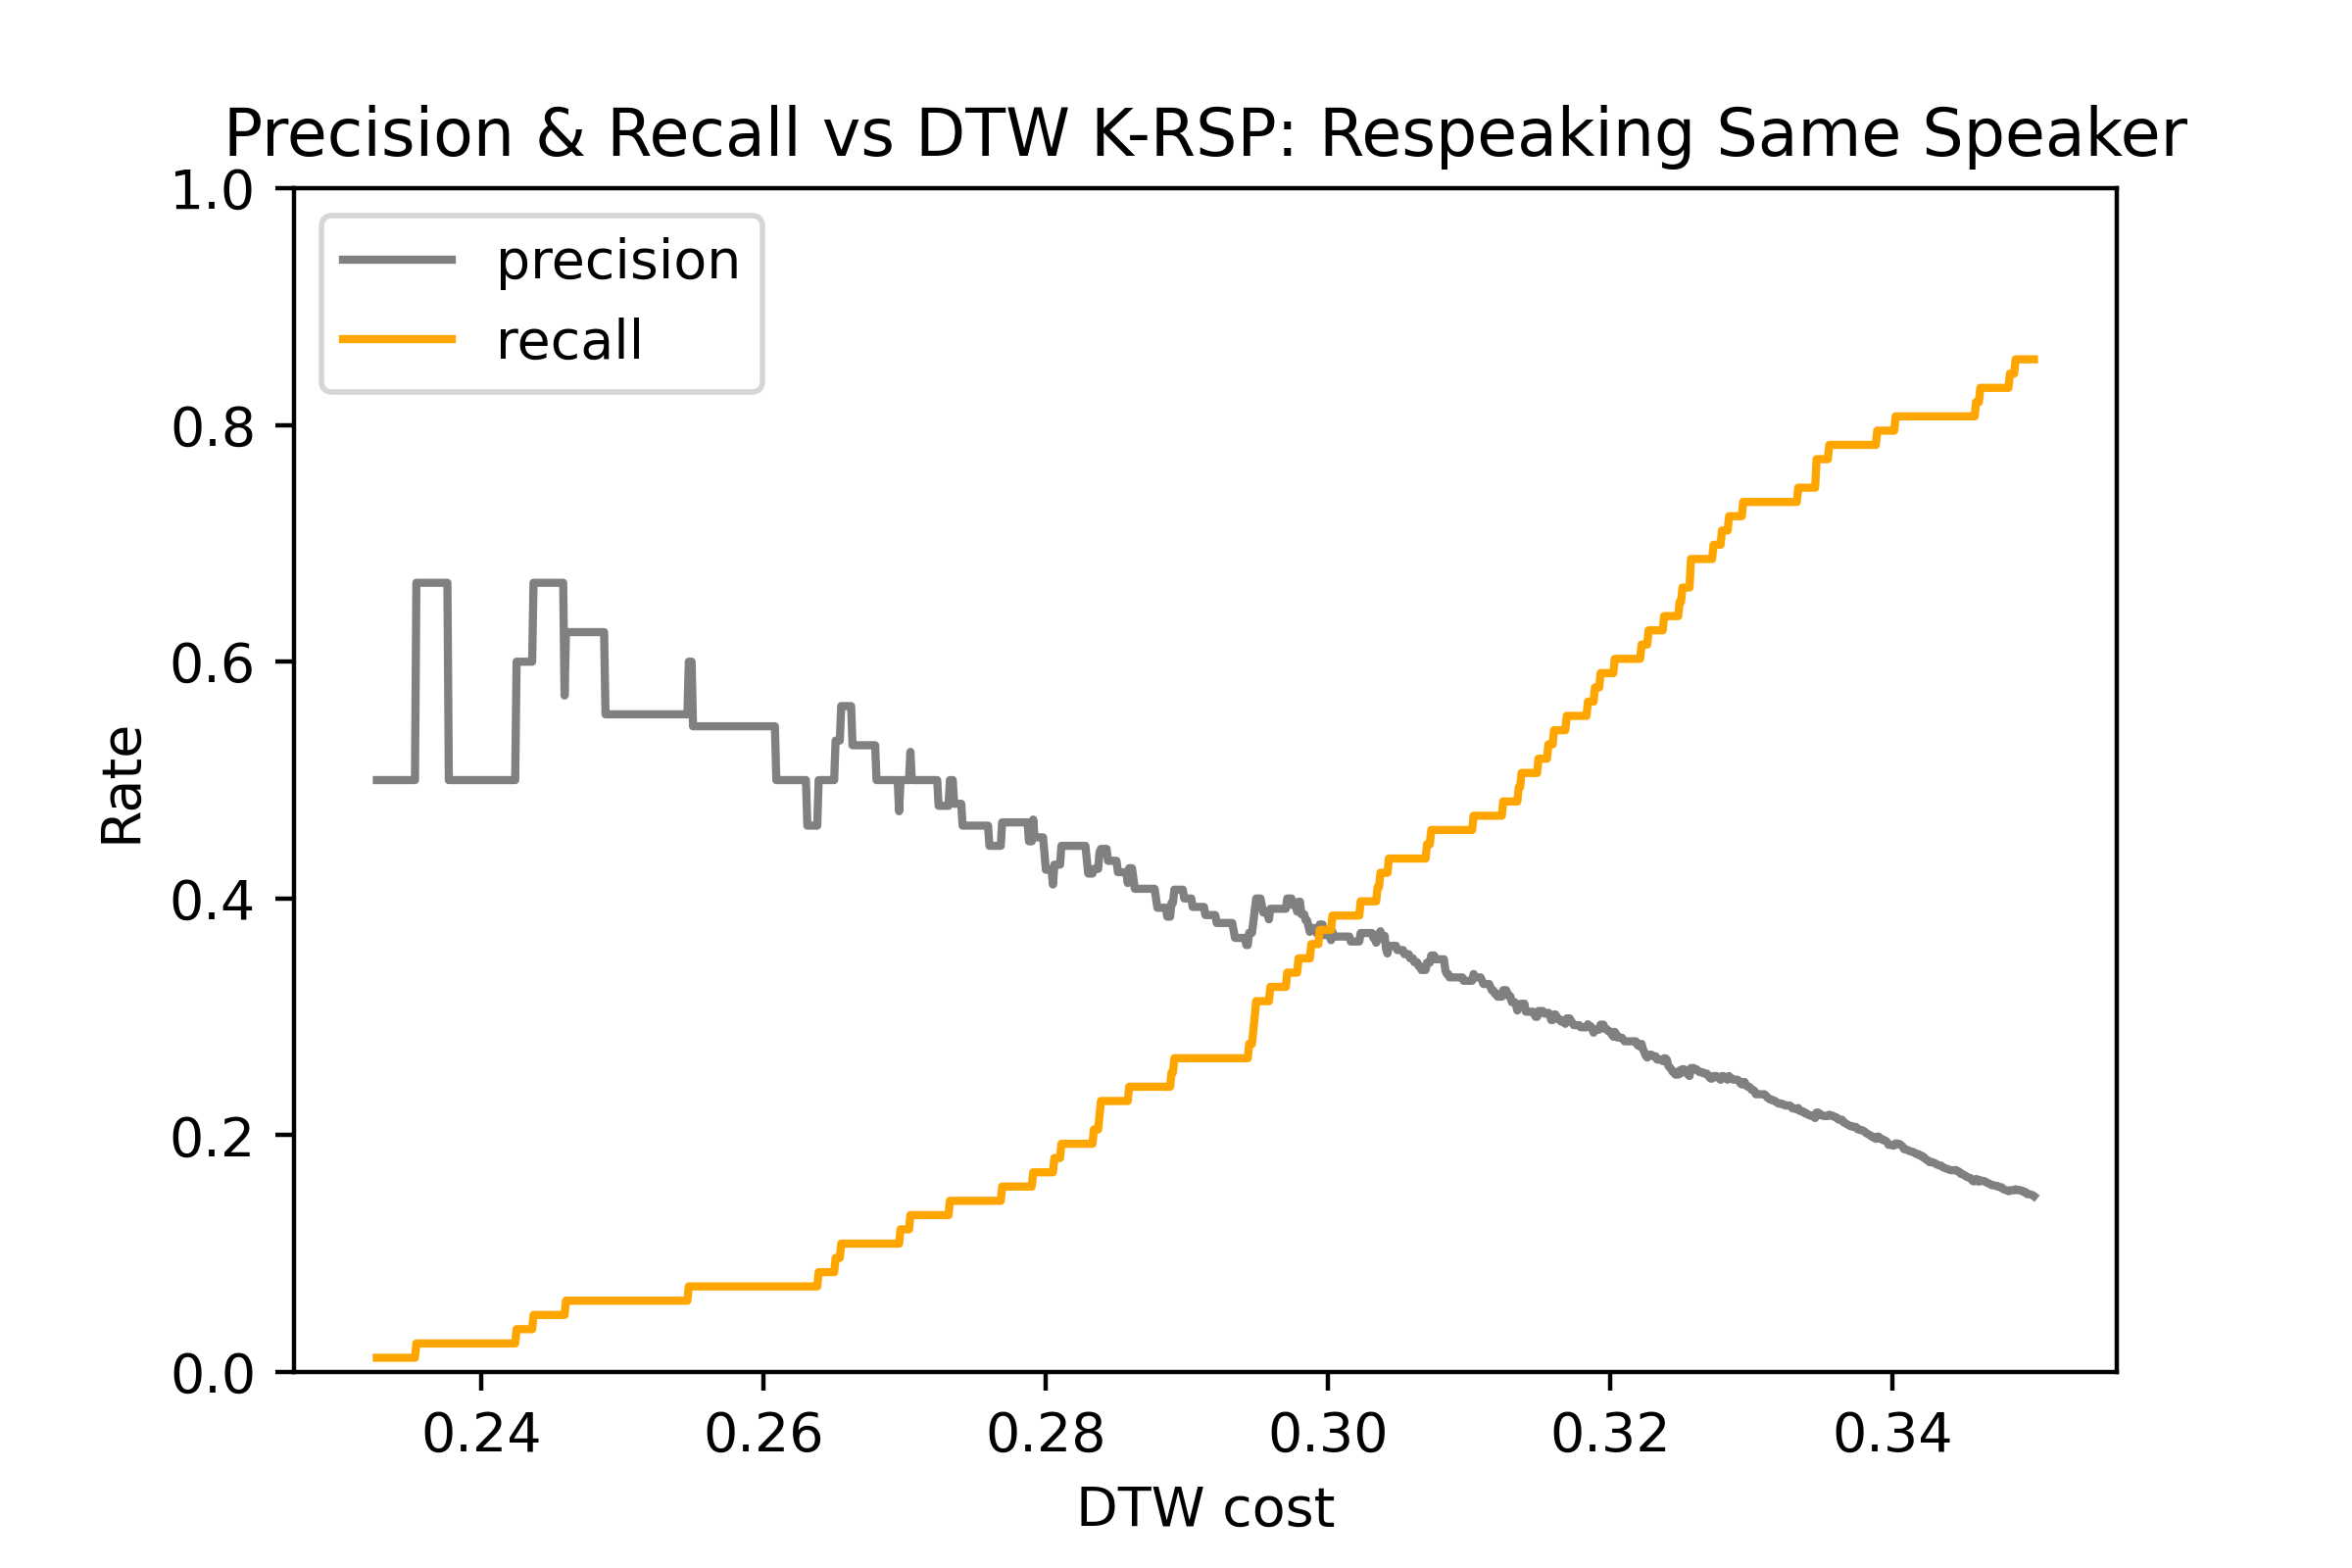 Precision & Recall vs DTW K-RSP: Respeaking Same Speaker
1.0
0.8
0.6
0.4
0.2
0.0
Rate
precision
recall
0.24 0.26 0.28 0.30 0.32 0.34
DTW cost